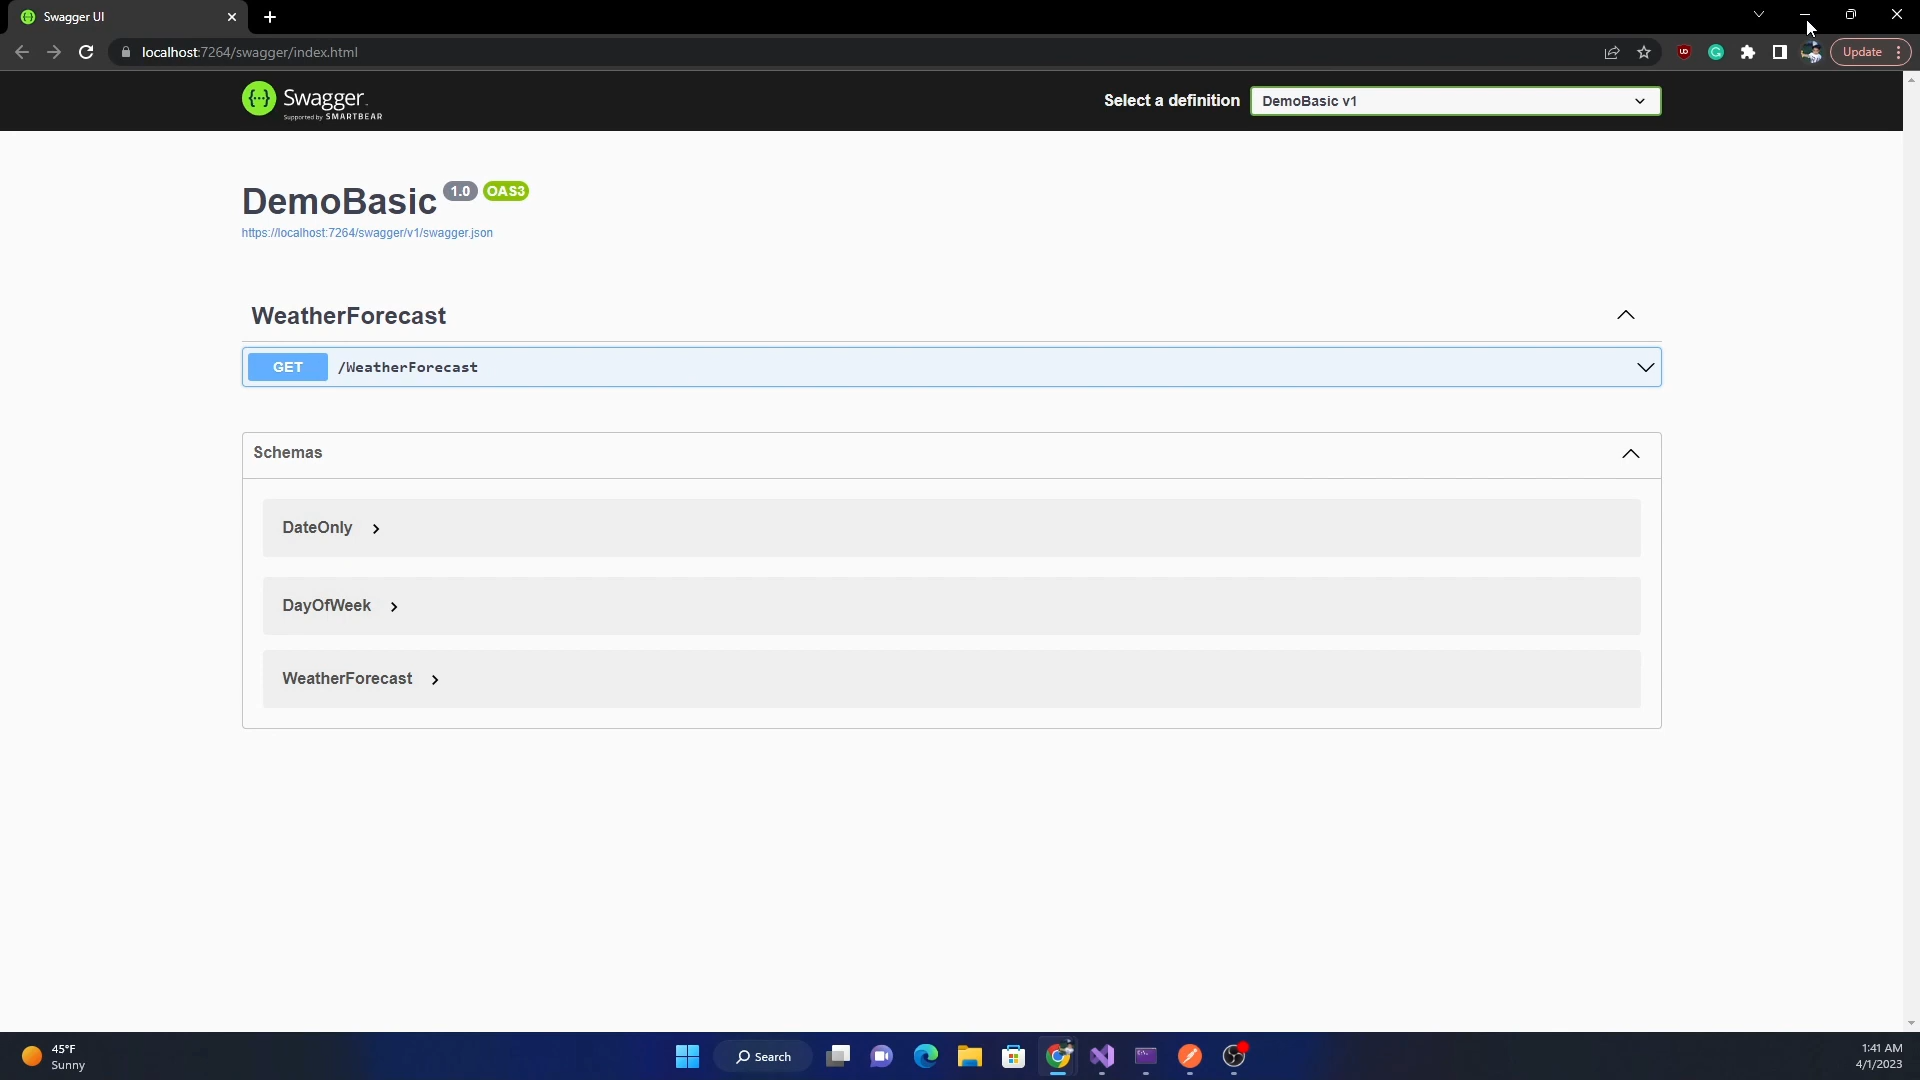 Swagger UI
localhost:7264/swagger/index.html
Update
Swagger
Supported by SMARTBEAR
Select a definition
DemoBasic v1
DemoBasic 1.0 OAS3
https://localhost:7264/swagger/v1/swagger.json
WeatherForecast
GET /WeatherForecast
Schemas
DateOnly
DayOfWeek
WeatherForecast
45°F
Sunny
Search
1:41 AM
4/1/2023